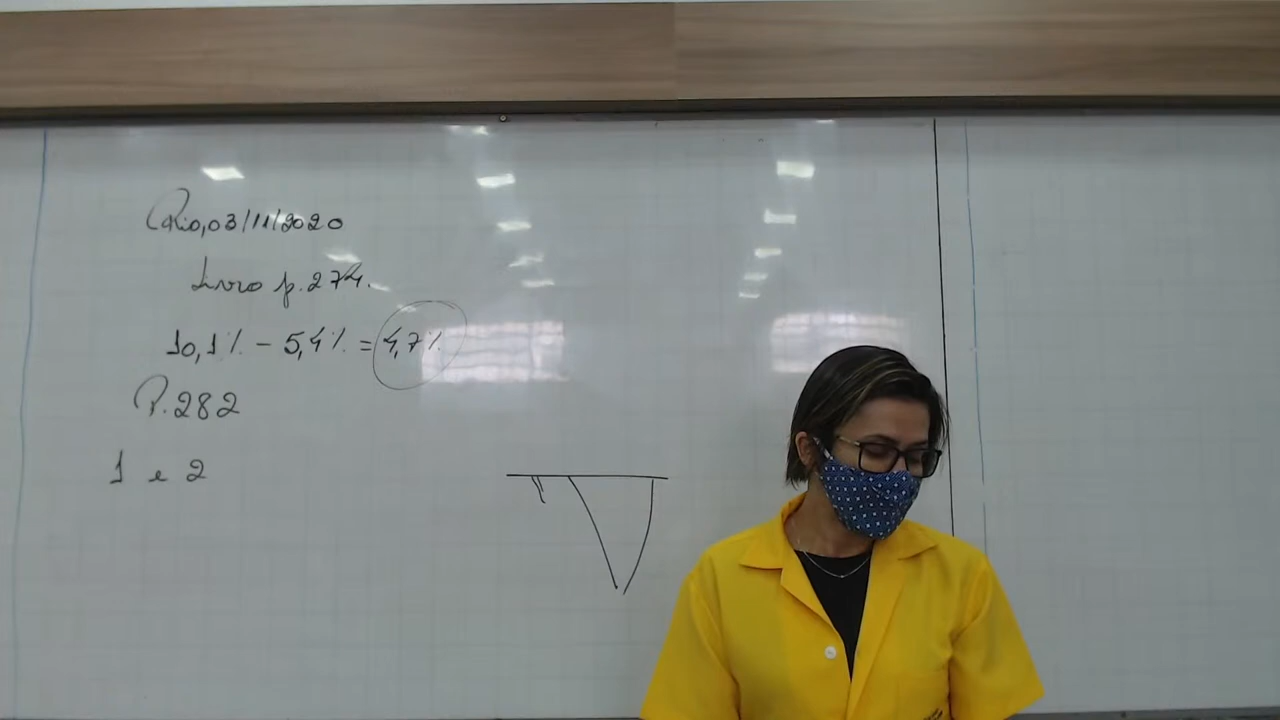 Rio, 03/11/2020
Livro p. 274.
10,1% - 5,4% = 4,7%
P. 282
1 e 2